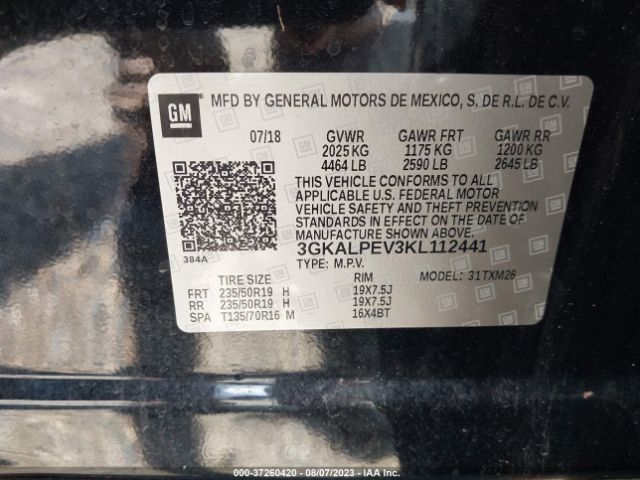 GM
MFD BY GENERAL MOTORS DE MEXICO, S. DE R.L. DE C.V.
07/18 GVWR GAWR FRT GAWR RR
2025 KG 1175 KG 1200 KG
4464 LB 2590 LB 2645 LB
THIS VEHICLE CONFORMS TO ALL
APPLICABLE U.S. FEDERAL MOTOR
VEHICLE SAFETY AND THEFT PREVENTION
STANDARDS IN EFFECT ON THE DATE OF
MANUFACTURE SHOWN ABOVE.
384A
3GKALPEV3KL112441
TYPE: M.P.V. MODEL: 31TXM26
TIRE SIZE RIM
FRT 235/50R19 H 19X7.5J
RR 235/50R19 H 19X7.5J
SPA T135/70R16 M 16X4BT
000-37260420 - 08/07/2023 - IAA Inc.